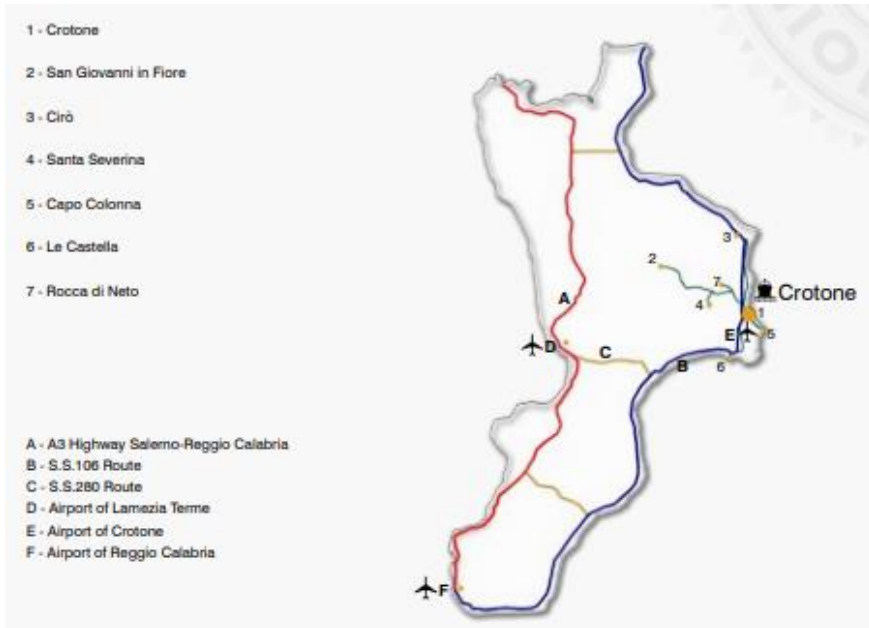 1 - Crotone
2 - San Giovanni in Fiore
3 - Cirò
4 - Santa Severina
5 - Capo Colonna
6 - Le Castella
7 - Rocca di Neto
A - A3 Highway Salerno-Reggio Calabria
B - S.S.106 Route
C - S.S.280 Route
D - Airport of Lamezia Terme
E - Airport of Crotone
F - Airport of Reggio Calabria
3
2
7
Crotone
A
4
1
E
5
D
C
B
6
F